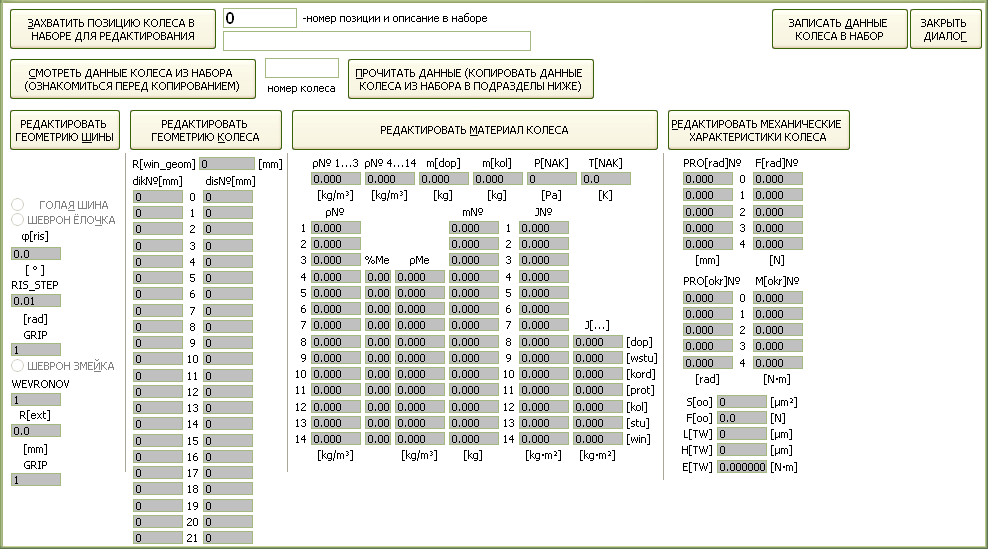 ЗАХВАТИТЬ ПОЗИЦИЮ КОЛЕСА В
НАБОРЕ ДЛЯ РЕДАКТИРОВАНИЯ
0 -номер позиции и описание в наборе
ЗАПИСАТЬ ДАННЫЕ
КОЛЕСА В НАБОР
ЗАКРЫТЬ
ДИАЛОГ
СМОТРЕТЬ ДАННЫЕ КОЛЕСА ИЗ НАБОРА
(ОЗНАКОМИТЬСЯ ПЕРЕД КОПИРОВАНИЕМ)
номер колеса
ПРОЧИТАТЬ ДАННЫЕ (КОПИРОВАТЬ ДАННЫЕ
КОЛЕСА ИЗ НАБОРА В ПОДРАЗДЕЛЫ НИЖЕ)
РЕДАКТИРОВАТЬ
ГЕОМЕТРИЮ ШИНЫ
ГОЛАЯ ШИНА
ШЕВРОН ЁЛОЧКА
φ[ris]
0.0
[ ° ]
RIS_STEP
0.01
[rad]
GRIP
1
ШЕВРОН ЗМЕЙКА
WEVRONOV
1
R[ext]
0.0
[mm]
GRIP
1
РЕДАКТИРОВАТЬ
ГЕОМЕТРИЮ КОЛЕСА
R[win_geom] 0 [mm]
dik№[mm] dis№[mm]
0 0 0
0 1 0
0 2 0
0 3 0
0 4 0
0 5 0
0 6 0
0 7 0
0 8 0
0 9 0
0 10 0
0 11 0
0 12 0
0 13 0
0 14 0
0 15 0
0 16 0
0 17 0
0 18 0
0 19 0
0 20 0
0 21 0
РЕДАКТИРОВАТЬ МАТЕРИАЛ КОЛЕСА
ρ№ 1...3 ρ№ 4...14 m[dop] m[kol] P[NAK] T[NAK]
0.000 0.000 0.000 0.000 0 0.0
[kg/m³] [kg/m³] [kg] [kg] [Pa] [K]
ρ№ m№ J№
1 0.000 0.000 1 0.000
2 0.000 0.000 2 0.000
3 0.000 %Me ρMe 0.000 3 0.000
4 0.000 0.00 0.000 0.000 4 0.000
5 0.000 0.00 0.000 0.000 5 0.000
6 0.000 0.00 0.000 0.000 6 0.000
7 0.000 0.00 0.000 0.000 7 0.000 J[...]
8 0.000 0.00 0.000 0.000 8 0.000 0.000 [dop]
9 0.000 0.00 0.000 0.000 9 0.000 0.000 [wstu]
10 0.000 0.00 0.000 0.000 10 0.000 0.000 [kord]
11 0.000 0.00 0.000 0.000 11 0.000 0.000 [prot]
12 0.000 0.00 0.000 0.000 12 0.000 0.000 [kol]
13 0.000 0.00 0.000 0.000 13 0.000 0.000 [stu]
14 0.000 0.00 0.000 0.000 14 0.000 0.000 [win]
[kg/m³] [kg/m³] [kg] [kg·m²] [kg·m²]
РЕДАКТИРОВАТЬ МЕХАНИЧЕСКИЕ
ХАРАКТЕРИСТИКИ КОЛЕСА
PRO[rad]№ F[rad]№
0.000 0 0.000
0.000 1 0.000
0.000 2 0.000
0.000 3 0.000
0.000 4 0.000
[mm] [N]
PRO[okr]№ M[okr]№
0.000 0 0.000
0.000 1 0.000
0.000 2 0.000
0.000 3 0.000
0.000 4 0.000
[rad] [N·m]
S[oo] 0 [µm²]
F[oo] 0.0 [N]
L[TW] 0 [µm]
H[TW] 0 [µm]
E[TW] 0.000000 [N·m]